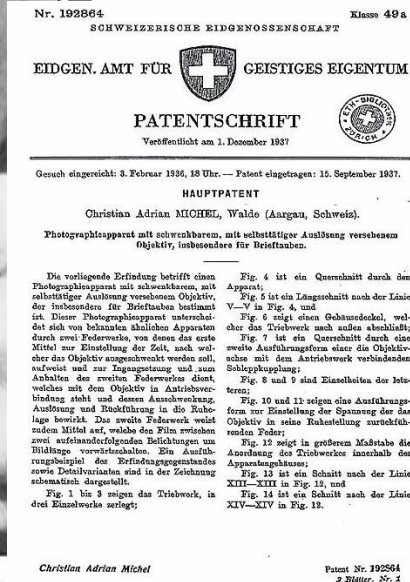 Nr. 192864 Klasse 49a
SCHWEIZERISCHE EIDGENOSSENSCHAFT
EIDGEN. AMT FÜR GEISTIGES EIGENTUM
PATENTSCHRIFT
Veröffentlicht am 1. Dezember 1937
ETH-BIBLIOTHEK ZÜRICH
Gesuch eingereicht: 3. Februar 1936, 18 Uhr. — Patent eingetragen: 15. September 1937.
HAUPTPATENT
Christian Adrian MICHEL, Walde (Aargau, Schweiz).
Photographieapparat mit schwenkbarem, mit selbsttätiger Auslösung versehenem
Objektiv, insbesondere für Brieftauben.
Die vorliegende Erfindung betrifft einen
Photographieapparat mit schwenkbarem, mit
selbsttätiger Auslösung versehenem Objektiv,
der insbesondere für Brieftauben bestimmt
ist. Dieser Photographieapparat unterschei-
det sich von bekannten ähnlichen Apparaten
durch zwei Federwerke, von denen das erste
Mittel zur Einstellung der Zeit, nach wel-
cher das Objektiv ausgeschwenkt werden soll,
aufweist und zur Ingangsetzung und zum
Anhalten des zweiten Federwerkes dient,
welches mit dem Objektiv in Antriebsver-
bindung steht und dessen Ausschwenkung,
Auslösung und Rückführung in die Ruhe-
lage bewirkt. Das zweite Federwerk weist
zudem Mittel auf, welche den Film zwischen
zwei aufeinanderfolgenden Belichtungen um
Bildlänge vorwärtsschalten. Ein Ausfüh-
rungsbeispiel des Erfindungsgegenstandes
sowie Detailvarianten sind in der Zeichnung
schematisch dargestellt.
Fig. 1 bis 3 zeigen das Triebwerk, in
drei Einzelwerke zerlegt;
Fig. 4 ist ein Querschnitt durch den
Apparat;
Fig. 5 ist ein Längsschnitt nach der Linie
V—V in Fig. 4, und
Fig. 6 zeigt einen Gehäusedeckel, wel-
cher das Triebwerk nach außen abschließt;
Fig. 7 ist ein Querschnitt durch eine
zweite Ausführungsform einer die Objektiv-
achse mit dem Antriebswerk verbindenden
Schleppkupplung;
Fig. 8 und 9 sind Einzelheiten der letz-
teren;
Fig. 10 und 11 zeigen eine Ausführungs-
form zur Einstellung der Spannung der das
Objektiv in seine Ruhestellung zurückfüh-
renden Feder;
Fig. 12 zeigt in größerem Maßstabe die
Anordnung des Triebwerkes innerhalb des
Apparatengehäuses;
Fig. 13 ist ein Schnitt nach der Linie
XIII—XIII in Fig. 12, und
Fig. 14 ist ein Schnitt nach der Linie
XIV—XIV in Fig. 12.
Christian Adrian Michel
Patent Nr. 192864
2 Blätter. Nr. 1